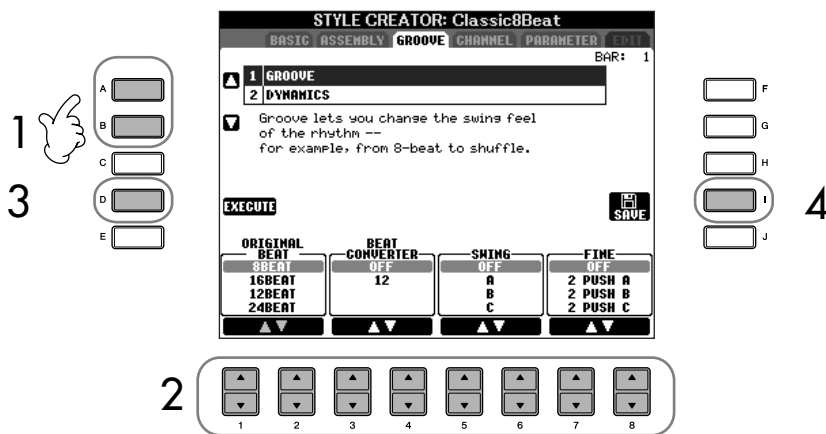 STYLE CREATOR: Classic8Beat
BASIC ASSEMBLY GROOVE CHANNEL PARAMETER EDIT
BAR: 1
1 GROOVE
2 DYNAMICS
Groove lets you change the swing feel
of the rhythm --
for example, from 8-beat to shuffle.
EXECUTE
SAVE
ORIGINAL BEAT BEAT CONVERTER SWING FINE
8BEAT OFF OFF OFF
16BEAT 12 A 2 PUSH A
12BEAT B 2 PUSH B
24BEAT C 2 PUSH C
A
B
C
D
E
F
G
H
I
J
1
3
4
2
1 2 3 4 5 6 7 8